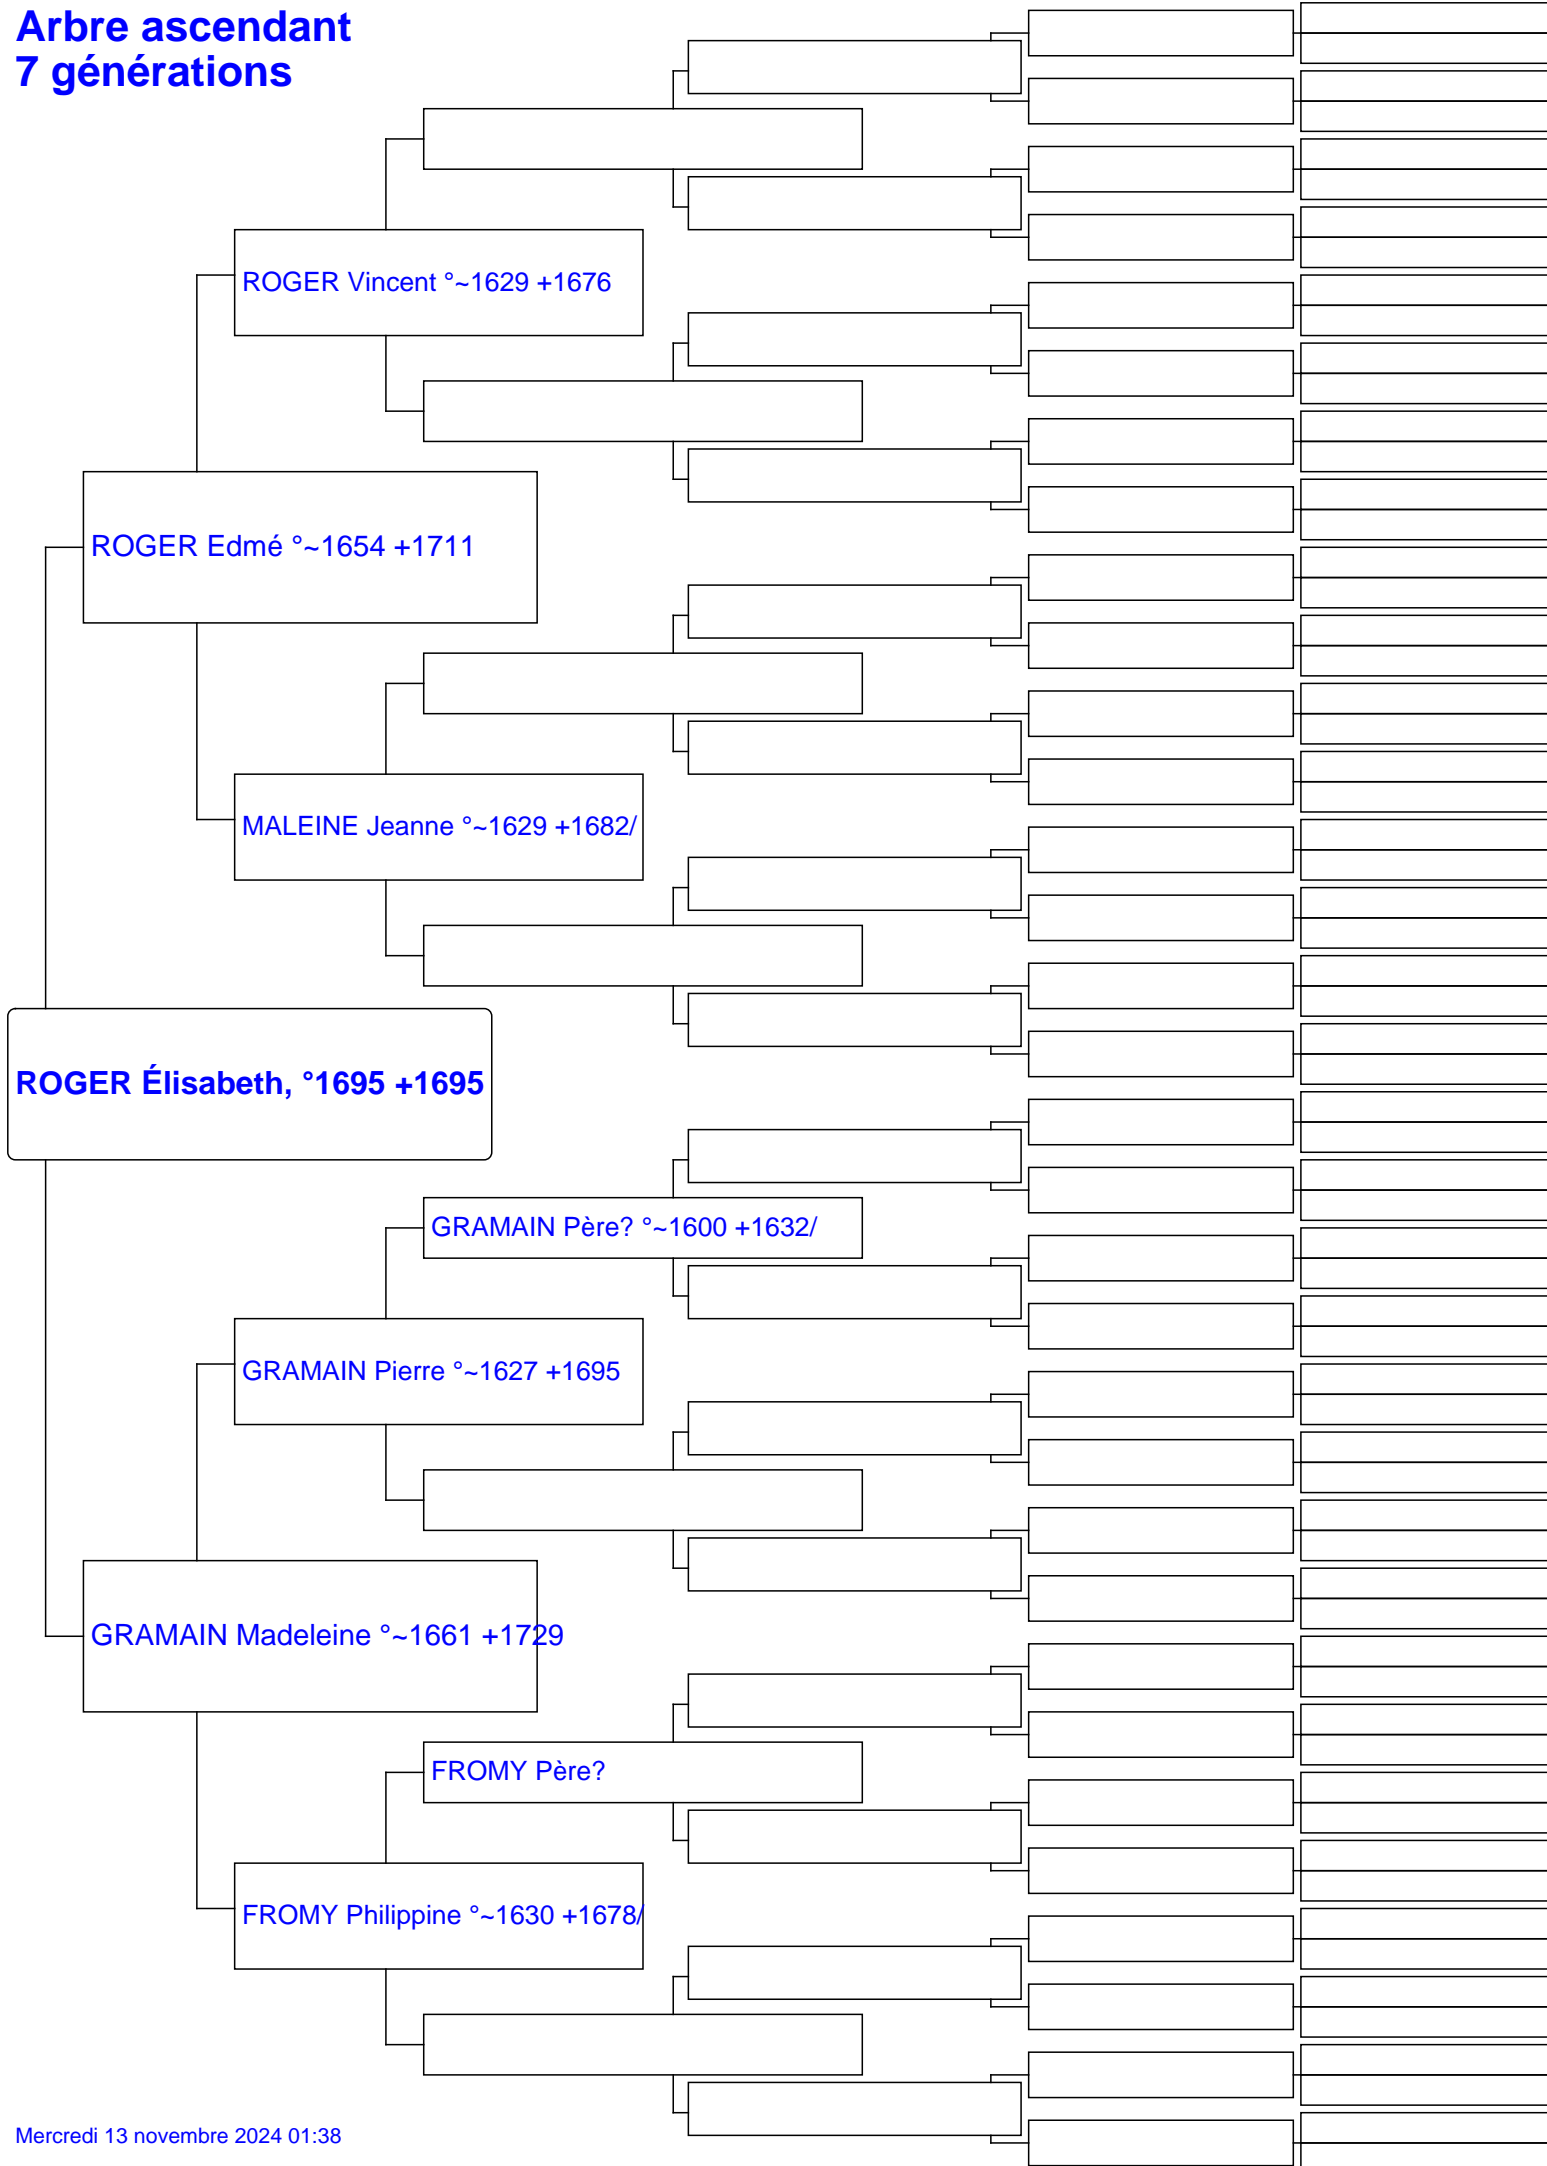 Arbre ascendant
7 générations
ROGER Vincent °~1629 +1676
ROGER Edmé °~1654 +1711
MALEINE Jeanne °~1629 +1682/
ROGER Élisabeth, °1695 +1695
GRAMAIN Père? °~1600 +1632/
GRAMAIN Pierre °~1627 +1695
GRAMAIN Madeleine °~1661 +1729
FROMY Père?
FROMY Philippine °~1630 +1678/
Mercredi 13 novembre 2024 01:38